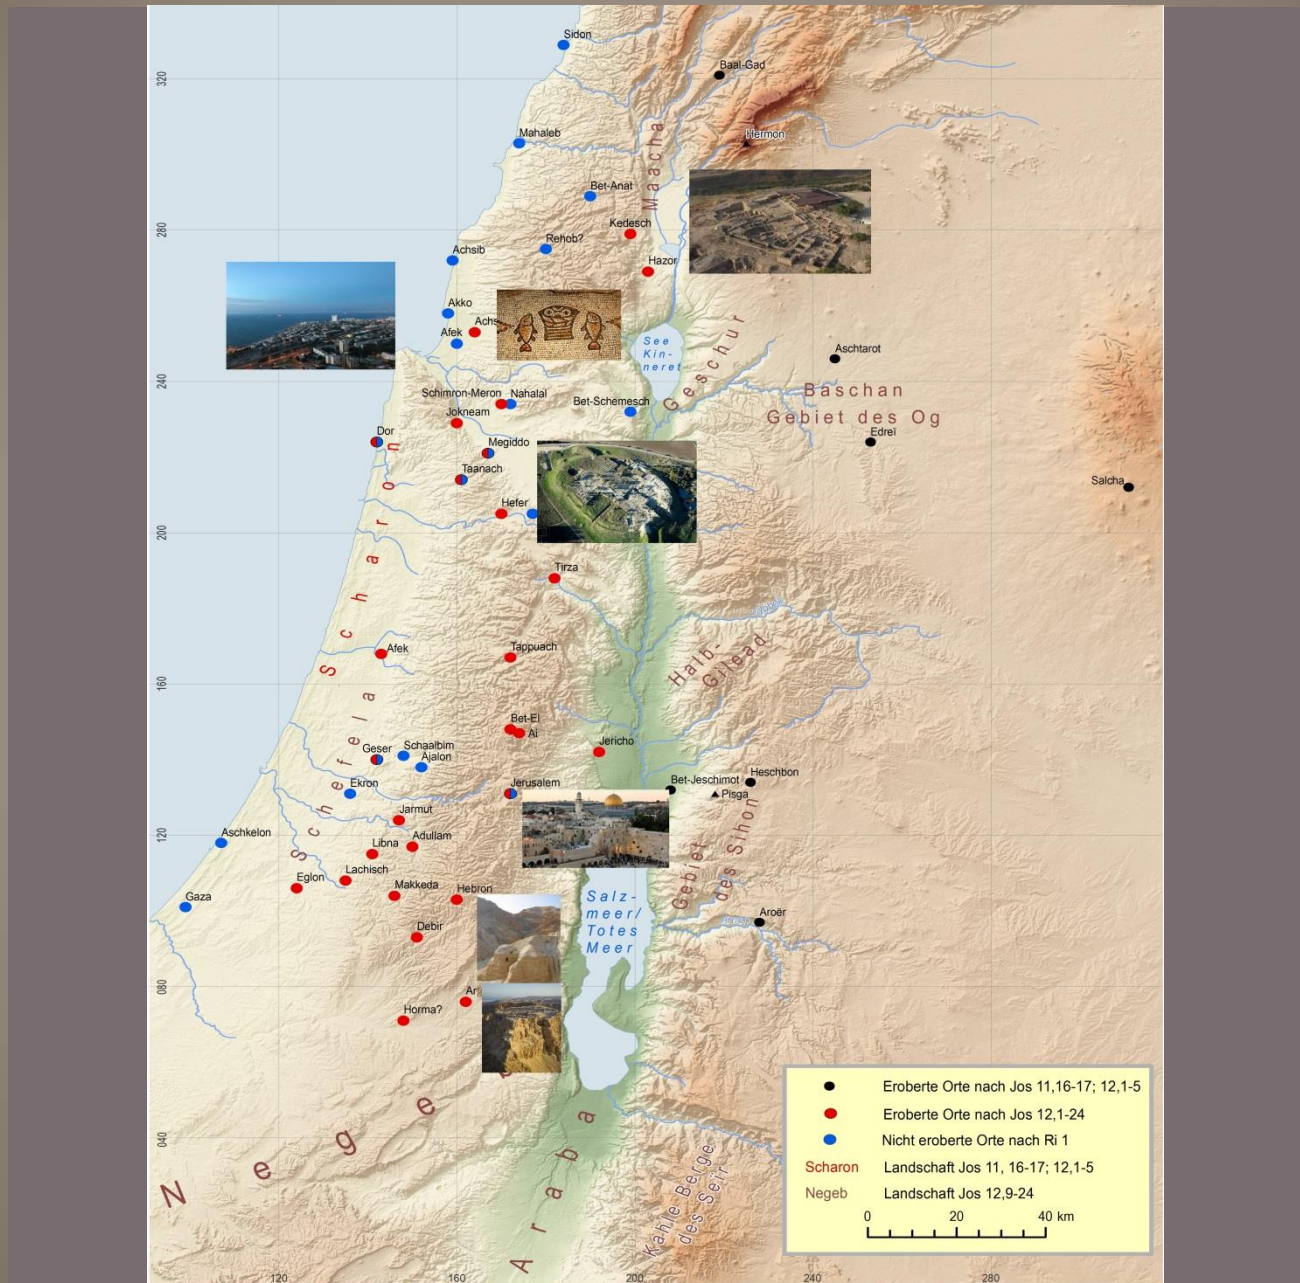 Sidon
Baal-Gad
320
Mahaleb
Hermon
Maacha
Bet-Anat
Kedesch
280
Rehob?
Achsib
Hazor
Akko
Afek
See
Kin-
neret
Geschur
Aschtarot
240
Baschan
Gebiet des Og
Schimron-Meron
Nahalal
Bet-Schemesch
Jokneam
Dor
Edreï
Megiddo
Taanach
Salcha
Hefer
200
Scharon
Tirza
Afek
Tappuach
Halb-
Gilead
160
Schefela
Bet-El
Ai
Jericho
Geser
Schaalbim
Ajalon
Ekron
Jerusalem
Bet-Jeschimot
Heschbon
Pisga
Jarmut
120
Aschkelon
Libna
Adullam
Gebiet
des Sihon
Eglon
Lachisch
Makkeda
Hebron
Gaza
Salz-
meer/
Totes
Meer
Aroër
Debir
080
Horma?
Araba
040
Kahle Berge
des Seïr
Eroberte Orte nach Jos 11,16-17; 12,1-5
Eroberte Orte nach Jos 12,1-24
Nicht eroberte Orte nach Ri 1
Scharon Landschaft Jos 11, 16-17; 12,1-5
Negeb Landschaft Jos 12,9-24
0 20 40 km
120 160 200 240 280